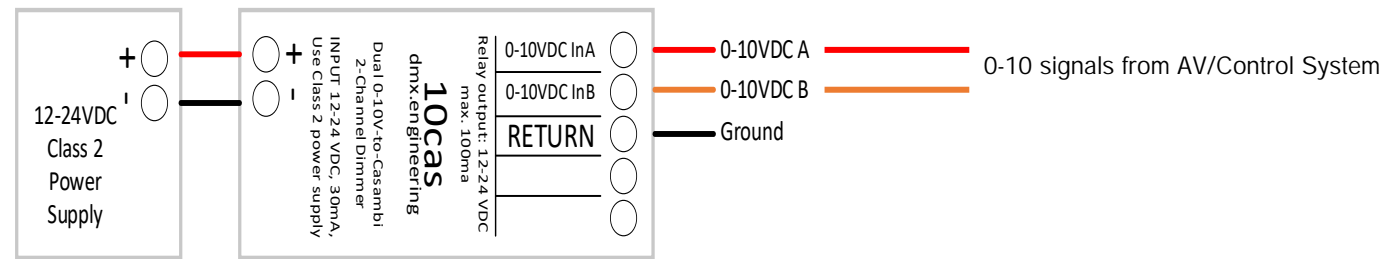 +
-
12-24VDC
Class 2
Power
Supply
+
-
INPUT 12-24 VDC, 30mA,
Use Class 2 power supply
Dual 0-10V-to-Casambi
2-Channel Dimmer
10cas
dmx.engineering
Relay output: 12-24 VDC
max. 100ma
0-10VDC InA
0-10VDC InB
RETURN
0-10VDC A
0-10VDC B
Ground
0-10 signals from AV/Control System